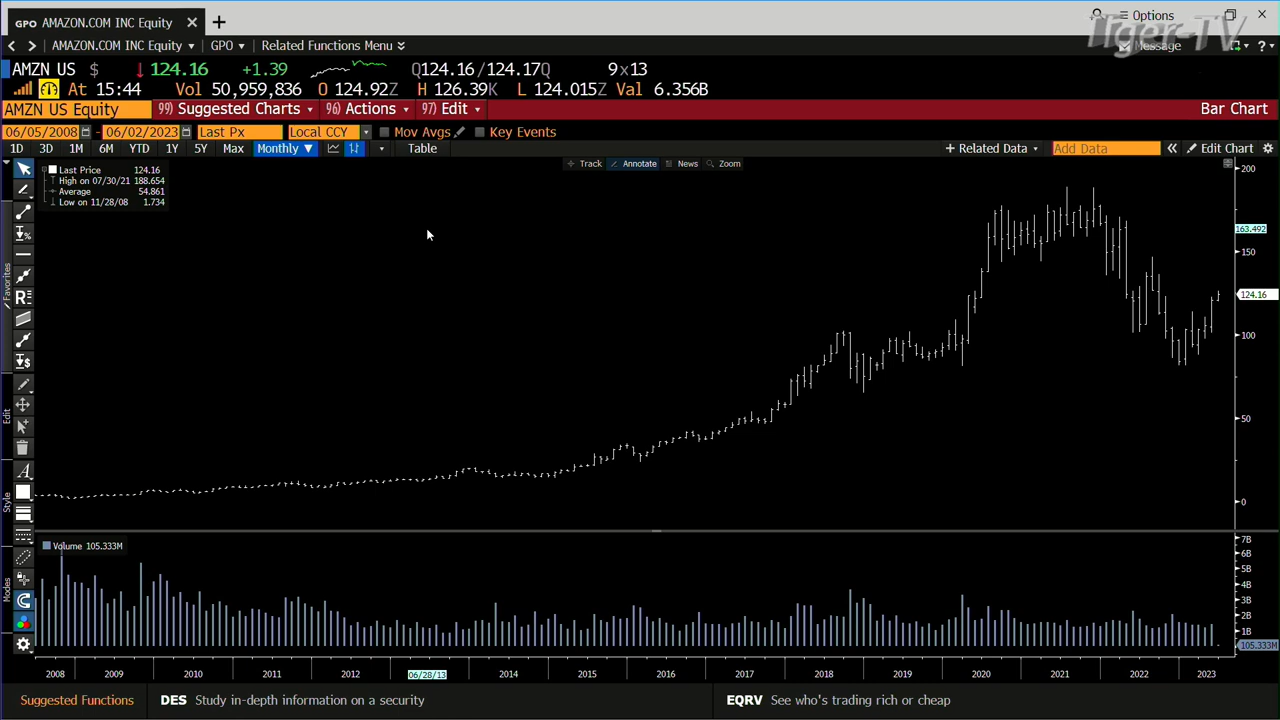 GPO AMAZON.COM INC Equity
Options
Tiger-TV
AMAZON.COM INC Equity GPO Related Functions Menu
Message
AMZN US $ 124.16 +1.39 Q124.16/124.17Q 9x13
At 15:44 Vol 50,959,836 O 124.92Z H 126.39K L 124.015Z Val 6.356B
AMZN US Equity 99) Suggested Charts 96) Actions 97) Edit Bar Chart
06/05/2008 - 06/02/2023 Last Px Local CCY Mov Avgs Key Events
1D 3D 1M 6M YTD 1Y 5Y Max Monthly ▼ Table + Related Data Add Data « Edit Chart
Track Annotate News Zoom
Last Price 124.16
High on 07/30/21 188.654
Average 54.861
Low on 11/28/08 1.734
200
163.492
150
124.16
100
50
0
Favorites
Edit
Style
Modes
Volume 105.333M
7B
6B
5B
4B
3B
2B
1B
105.333M
2008 2009 2010 2011 2012 06/28/13 2014 2015 2016 2017 2018 2019 2020 2021 2022 2023
Suggested Functions DES Study in-depth information on a security EQRV See who's trading rich or cheap